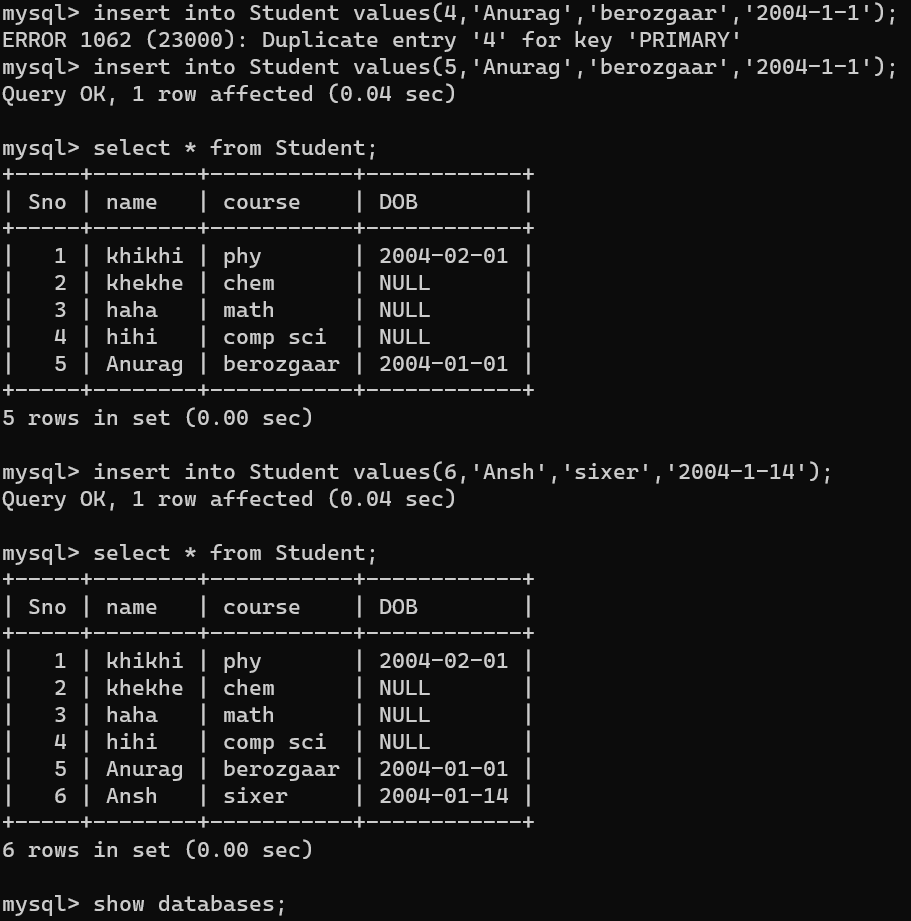 mysql> insert into Student values(4,'Anurag','berozgaar','2004-1-1');
ERROR 1062 (23000): Duplicate entry '4' for key 'PRIMARY'
mysql> insert into Student values(5,'Anurag','berozgaar','2004-1-1');
Query OK, 1 row affected (0.04 sec)

mysql> select * from Student;
+-----+--------+-----------+------------+
| Sno | name   | course    | DOB        |
+-----+--------+-----------+------------+
|   1 | khikhi | phy       | 2004-02-01 |
|   2 | khekhe | chem      | NULL       |
|   3 | haha   | math      | NULL       |
|   4 | hihi   | comp sci  | NULL       |
|   5 | Anurag | berozgaar | 2004-01-01 |
+-----+--------+-----------+------------+
5 rows in set (0.00 sec)

mysql> insert into Student values(6,'Ansh','sixer','2004-1-14');
Query OK, 1 row affected (0.04 sec)

mysql> select * from Student;
+-----+--------+-----------+------------+
| Sno | name   | course    | DOB        |
+-----+--------+-----------+------------+
|   1 | khikhi | phy       | 2004-02-01 |
|   2 | khekhe | chem      | NULL       |
|   3 | haha   | math      | NULL       |
|   4 | hihi   | comp sci  | NULL       |
|   5 | Anurag | berozgaar | 2004-01-01 |
|   6 | Ansh   | sixer     | 2004-01-14 |
+-----+--------+-----------+------------+
6 rows in set (0.00 sec)

mysql> show databases;